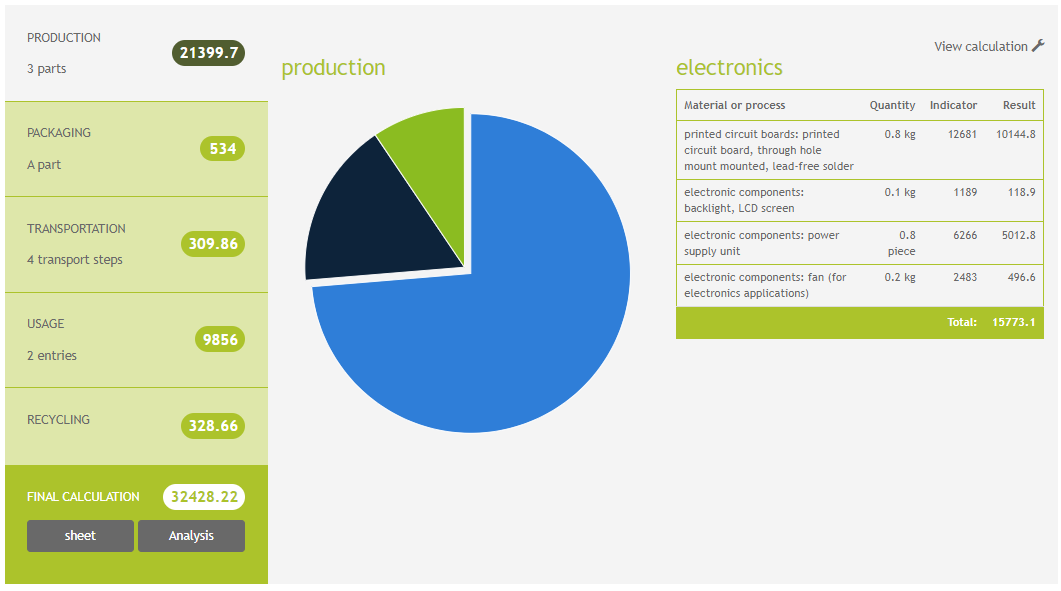 PRODUCTION
21399.7
3 parts
PACKAGING
534
A part
TRANSPORTATION
309.86
4 transport steps
USAGE
9856
2 entries
RECYCLING
328.66
FINAL CALCULATION 32428.22
sheet Analysis
production
View calculation
electronics
Material or process Quantity Indicator Result
printed circuit boards: printed 0.8 kg 12681 10144.8
circuit board, through hole
mount mounted, lead-free solder
electronic components: 0.1 kg 1189 118.9
backlight, LCD screen
electronic components: power 0.8 6266 5012.8
supply unit piece
electronic components: fan (for 0.2 kg 2483 496.6
electronics applications)
Total: 15773.1